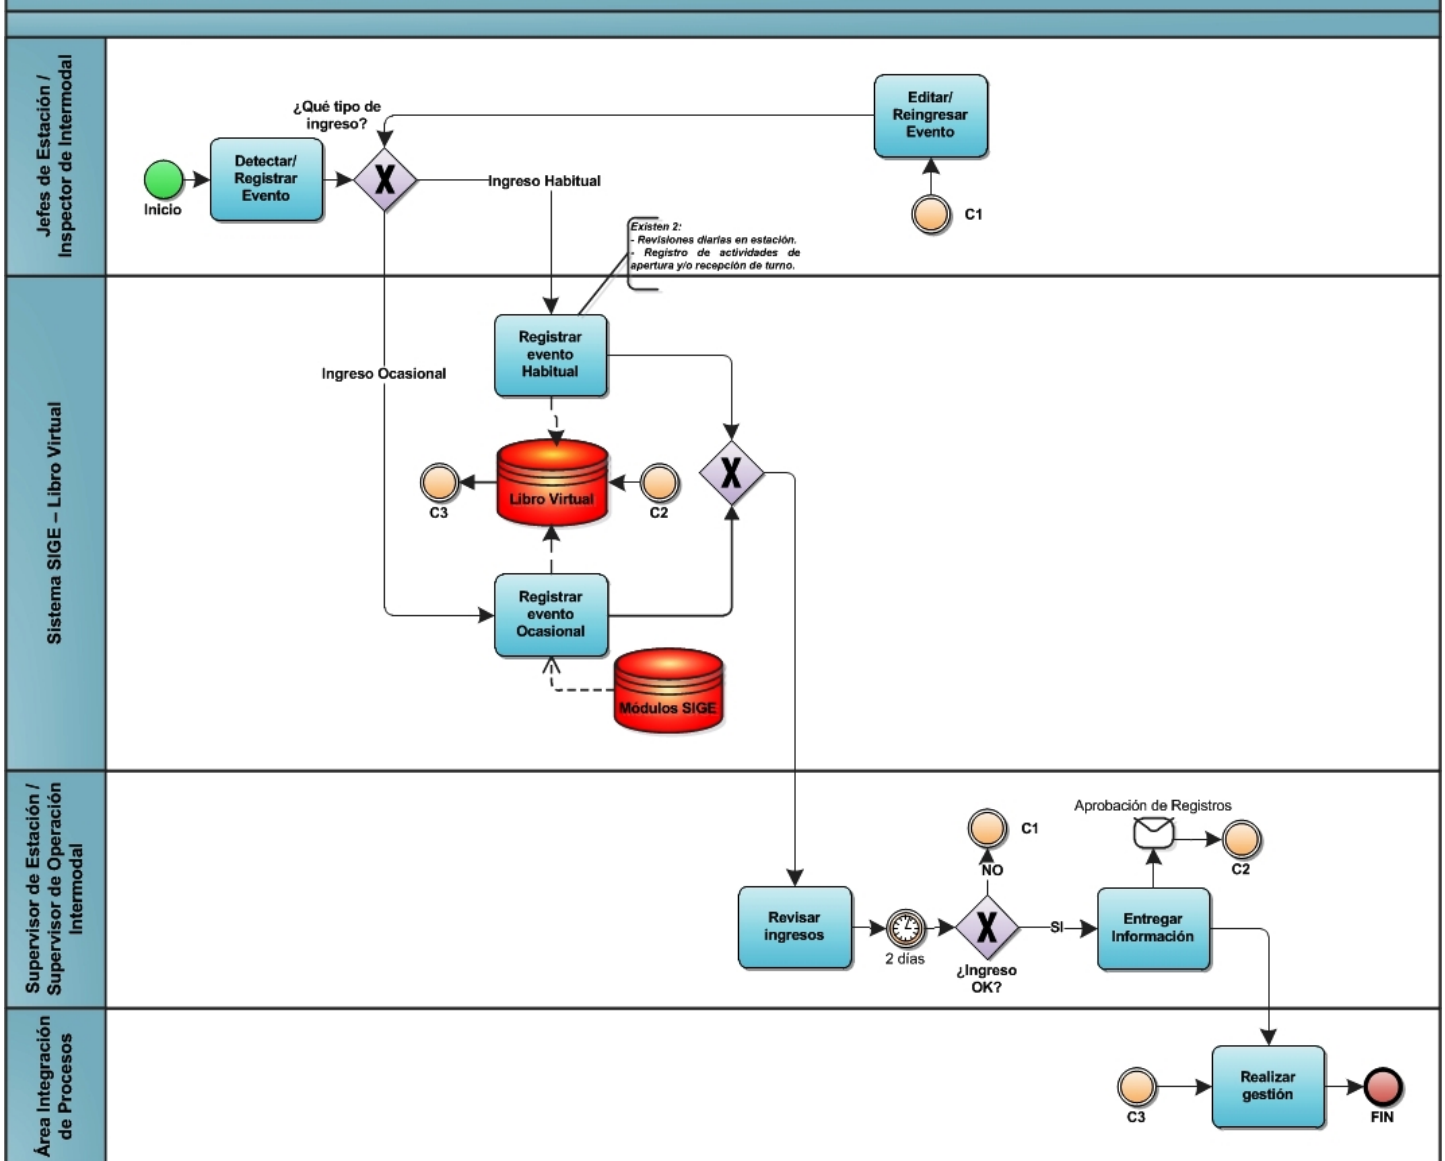 Jefes de Estación /
Inspector de Intermodal
¿Qué tipo de
ingreso?
Inicio
Detectar/
Registrar
Evento
Ingreso Habitual
Editar/
Reingresar
Evento
C1
Existen 2:
- Revisiones diarias en estación.
- Registro de actividades de
apertura y/o recepción de turno.
Sistema SIGE – Libro Virtual
Ingreso Ocasional
Registrar
evento
Habitual
C3
Libro Virtual
C2
Registrar
evento
Ocasional
Módulos SIGE
Supervisor de Estación /
Supervisor de Operación
Intermodal
Revisar
ingresos
2 días
C1
NO
¿Ingreso
OK?
SI
Aprobación de Registros
C2
Entregar
Información
Área Integración
de Procesos
C3
Realizar
gestión
FIN